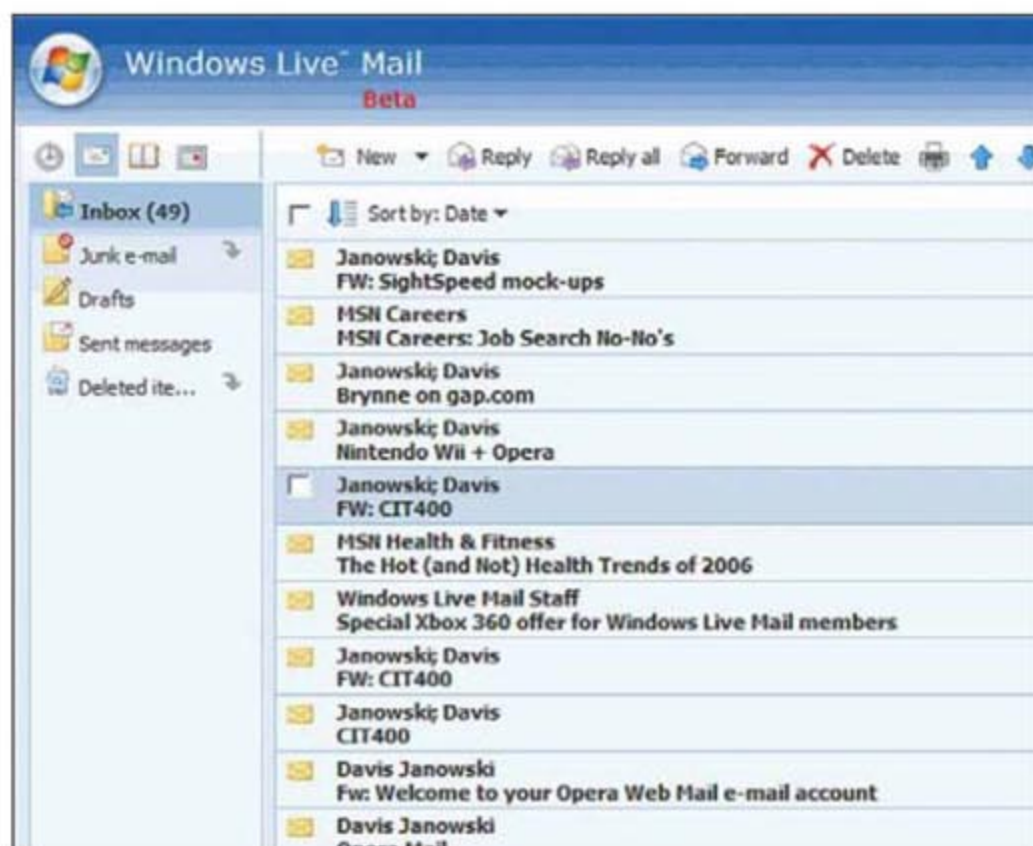 Windows Live™ Mail
Beta
New Reply Reply all Forward Delete
Inbox (49)
Junk e-mail
Drafts
Sent messages
Deleted ite...
Sort by: Date
Janowski; Davis
FW: SightSpeed mock-ups
MSN Careers
MSN Careers: Job Search No-No's
Janowski; Davis
Brynne on gap.com
Janowski; Davis
Nintendo Wii + Opera
Janowski; Davis
FW: CIT400
MSN Health & Fitness
The Hot (and Not) Health Trends of 2006
Windows Live Mail Staff
Special Xbox 360 offer for Windows Live Mail members
Janowski; Davis
FW: CIT400
Janowski; Davis
CIT400
Davis Janowski
Fw: Welcome to your Opera Web Mail e-mail account
Davis Janowski
Opera Mail